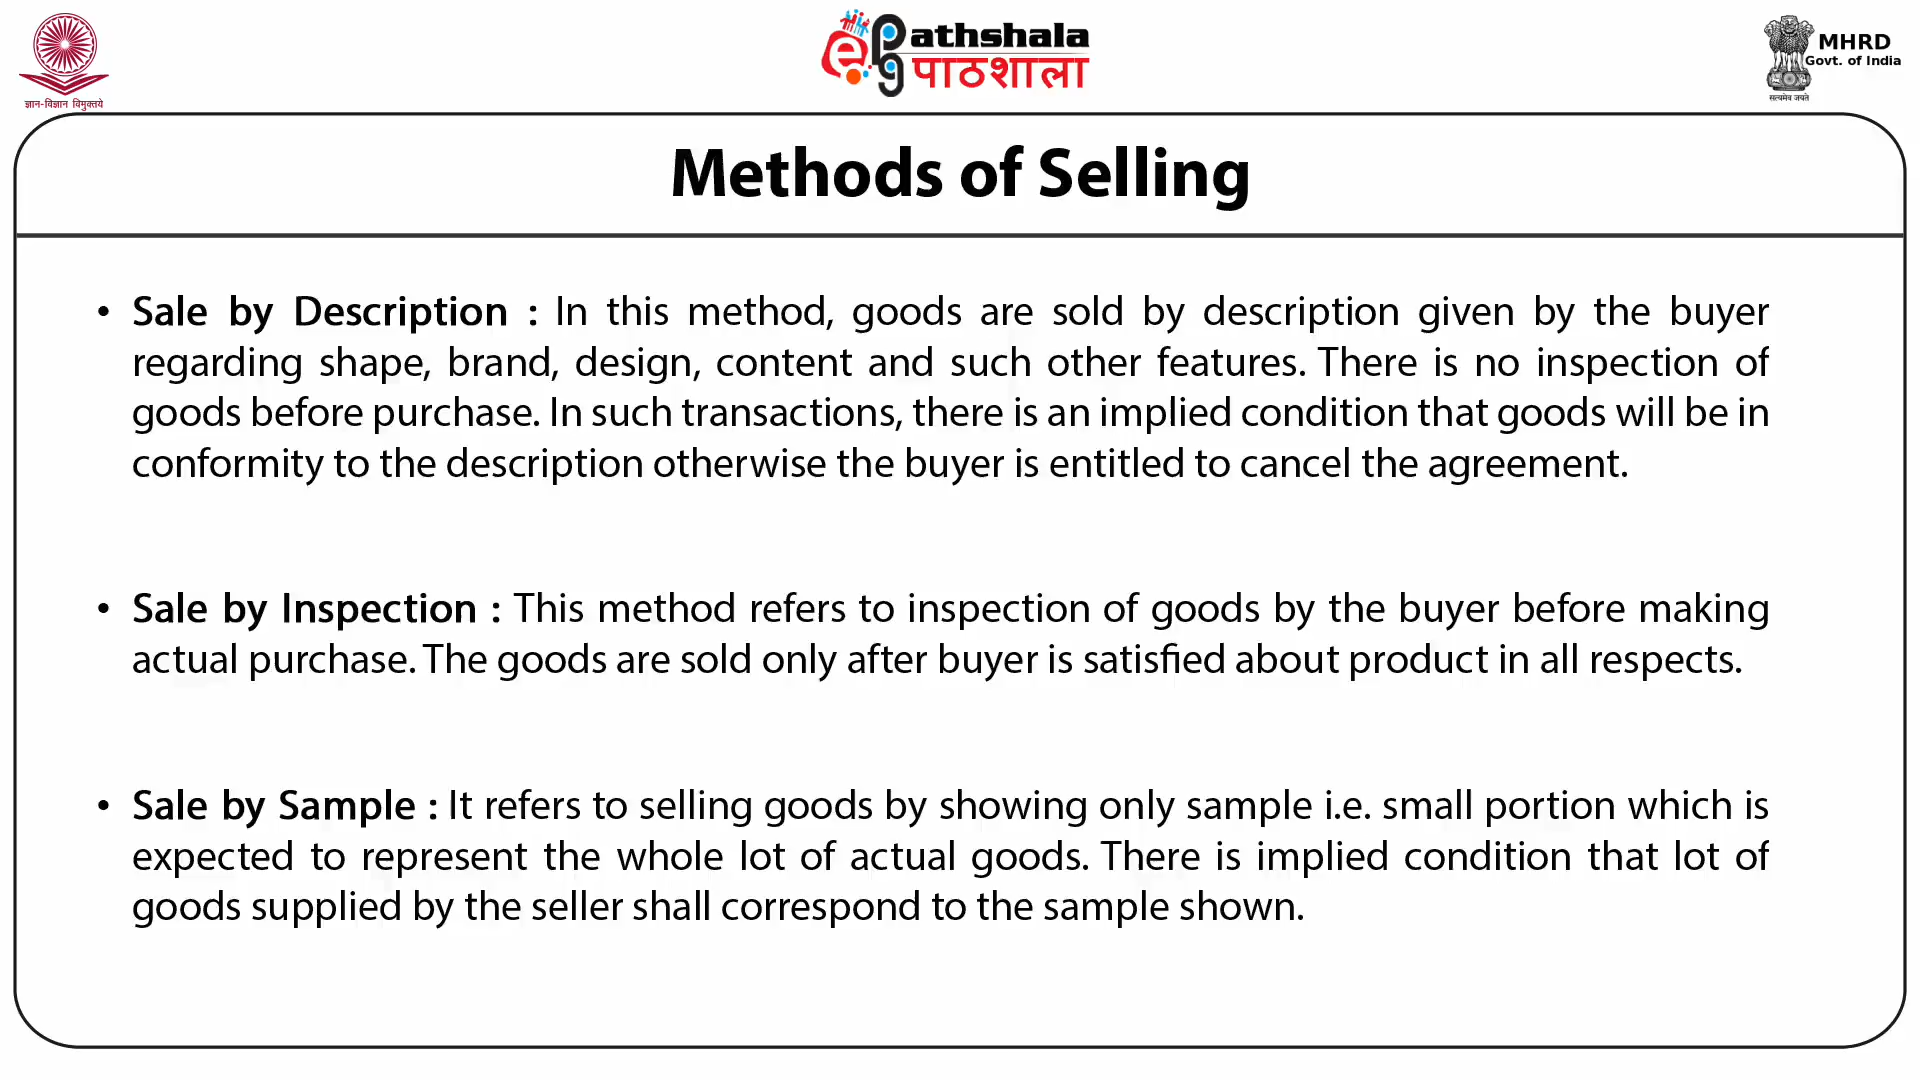 ज्ञान-विज्ञान विमुक्तये
ePathshala
पाठशाला
MHRD
Govt. of India
सत्यमेव जयते
Methods of Selling
• Sale by Description : In this method, goods are sold by description given by the buyer
regarding shape, brand, design, content and such other features. There is no inspection of
goods before purchase. In such transactions, there is an implied condition that goods will be in
conformity to the description otherwise the buyer is entitled to cancel the agreement.
• Sale by Inspection : This method refers to inspection of goods by the buyer before making
actual purchase. The goods are sold only after buyer is satisfied about product in all respects.
• Sale by Sample : It refers to selling goods by showing only sample i.e. small portion which is
expected to represent the whole lot of actual goods. There is implied condition that lot of
goods supplied by the seller shall correspond to the sample shown.